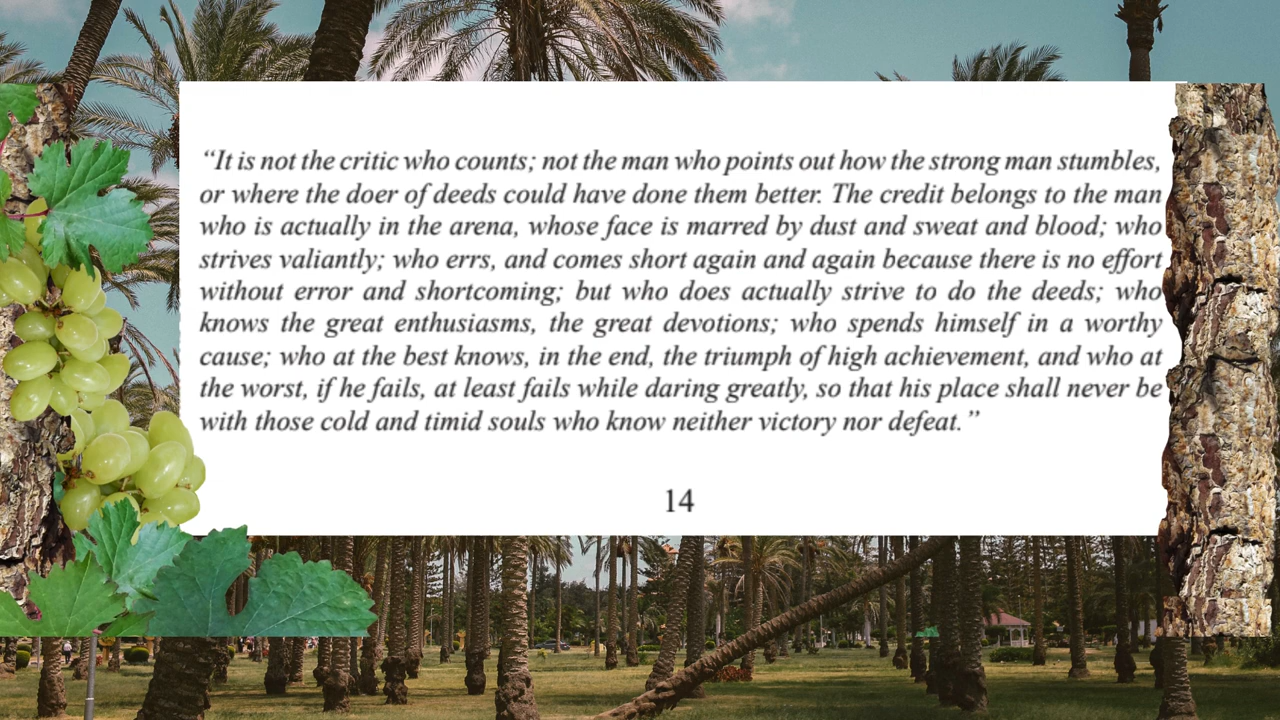 “It is not the critic who counts; not the man who points out how the strong man stumbles,
or where the doer of deeds could have done them better. The credit belongs to the man
who is actually in the arena, whose face is marred by dust and sweat and blood; who
strives valiantly; who errs, and comes short again and again because there is no effort
without error and shortcoming; but who does actually strive to do the deeds; who
knows the great enthusiasms, the great devotions; who spends himself in a worthy
cause; who at the best knows, in the end, the triumph of high achievement, and who at
the worst, if he fails, at least fails while daring greatly, so that his place shall never be
with those cold and timid souls who know neither victory nor defeat.”
14